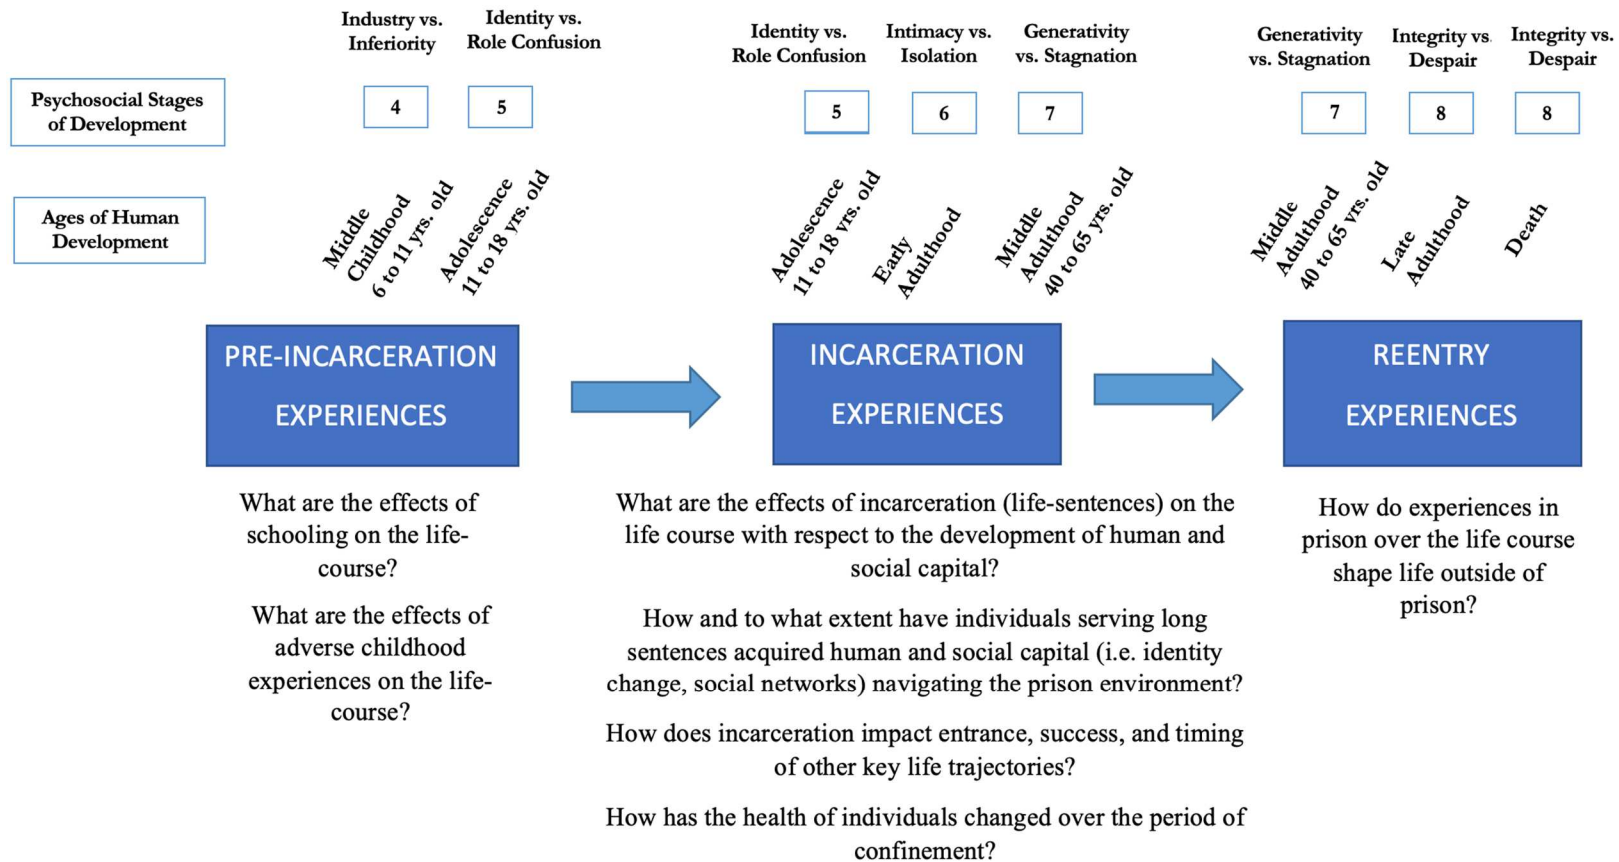 Industry vs.
Inferiority
Identity vs.
Role Confusion
Identity vs.
Role Confusion
Intimacy vs.
Isolation
Generativity
vs. Stagnation
Generativity
vs. Stagnation
Integrity vs.
Despair
Integrity vs.
Despair
Psychosocial Stages
of Development
4
5
5
6
7
7
8
8
Ages of Human
Development
Middle
Childhood
6 to 11 yrs. old
Adolescence
11 to 18 yrs. old
Adolescence
11 to 18 yrs. old
Early
Adulthood
Middle
Adulthood
40 to 65 yrs. old
Middle
Adulthood
40 to 65 yrs. old
Late
Adulthood
Death
PRE-INCARCERATION
EXPERIENCES
INCARCERATION
EXPERIENCES
REENTRY
EXPERIENCES
What are the effects of
schooling on the life-
course?
What are the effects of
adverse childhood
experiences on the life-
course?
What are the effects of incarceration (life-sentences) on the
life course with respect to the development of human and
social capital?
How and to what extent have individuals serving long
sentences acquired human and social capital (i.e. identity
change, social networks) navigating the prison environment?
How does incarceration impact entrance, success, and timing
of other key life trajectories?
How has the health of individuals changed over the period of
confinement?
How do experiences in
prison over the life course
shape life outside of
prison?